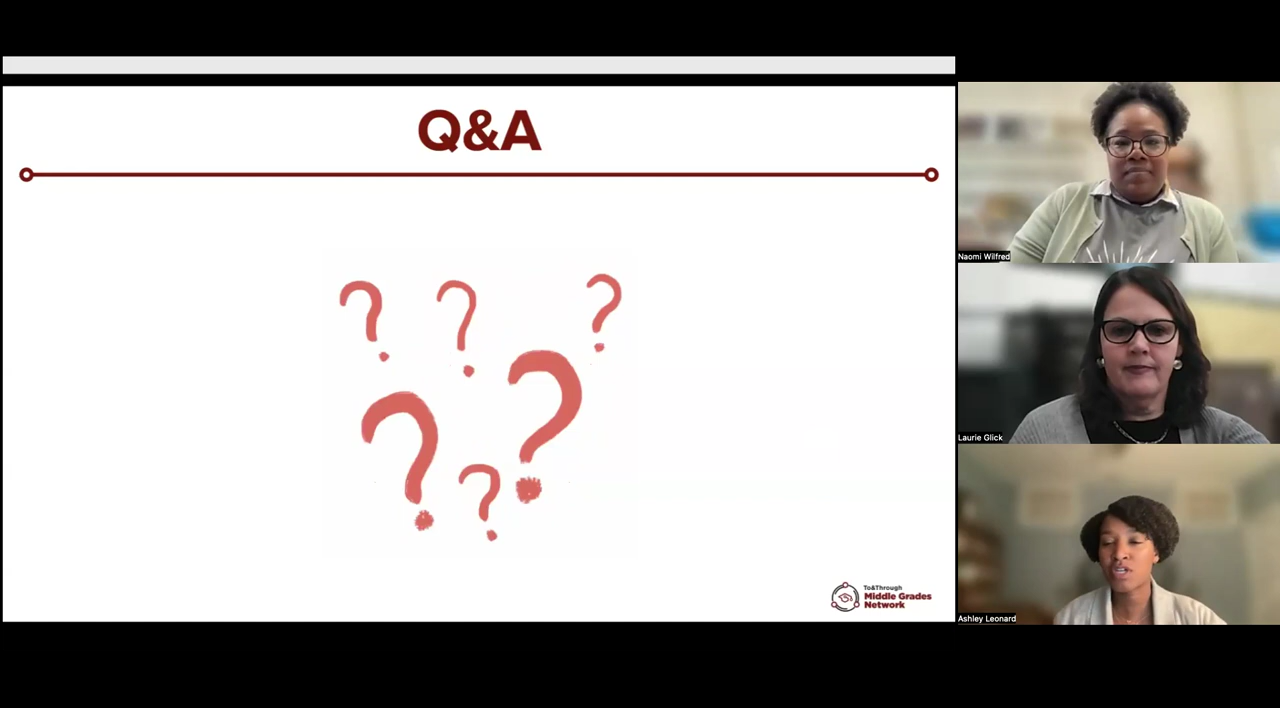 Q&A
? ? ?
? ?
?
To&Through
Middle Grades
Network
Naomi Wilfred
Laurie Glick
Ashley Leonard